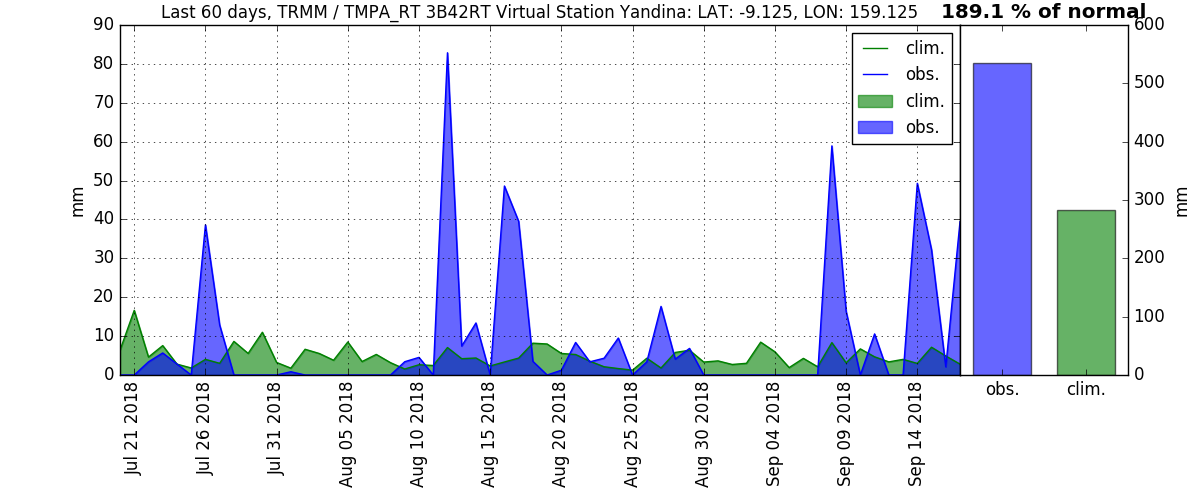 Last 60 days, TRMM / TMPA_RT 3B42RT Virtual Station Yandina: LAT: -9.125, LON: 159.125
189.1 % of normal
90
80
70
60
50
40
30
20
10
0
mm
clim.
obs.
clim.
obs.
600
500
400
300
200
100
0
mm
obs.
clim.
Jul 21 2018
Jul 26 2018
Jul 31 2018
Aug 05 2018
Aug 10 2018
Aug 15 2018
Aug 20 2018
Aug 25 2018
Aug 30 2018
Sep 04 2018
Sep 09 2018
Sep 14 2018